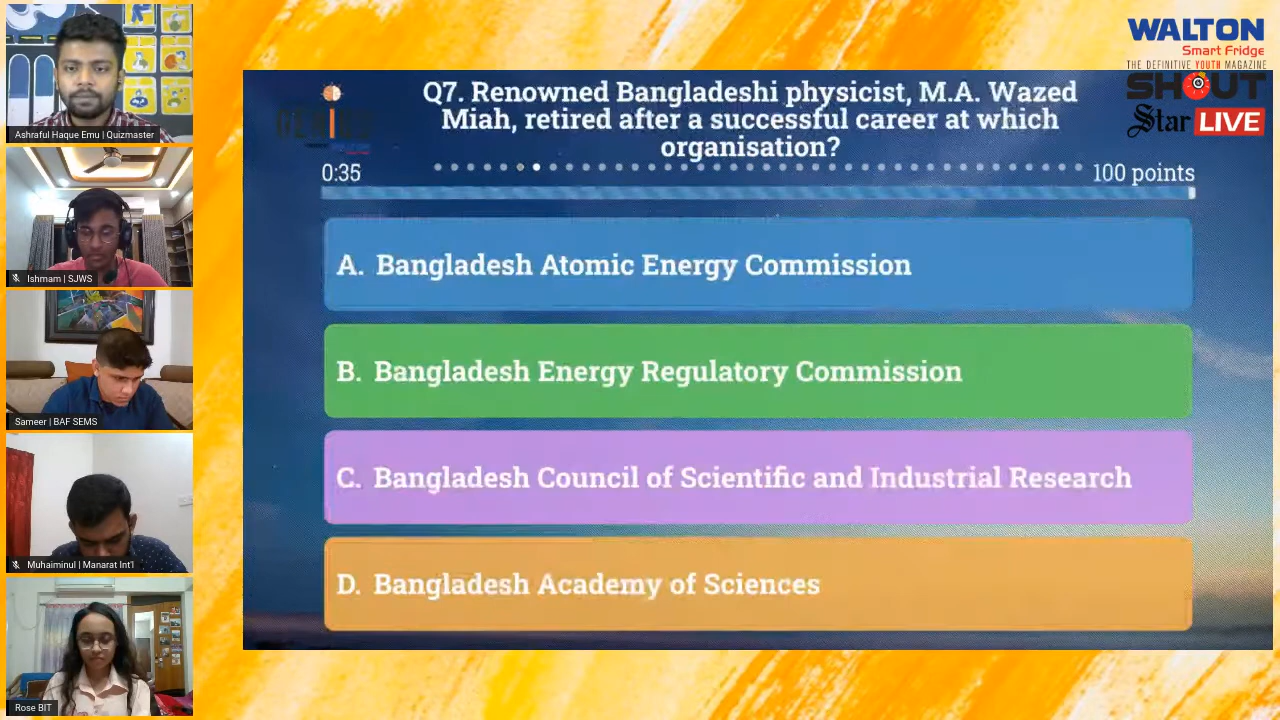 Ashraful Haque Emu | Quizmaster
Ishmam | SJWS
Sameer | BAF SEMS
Muhaiminul | Manarat Int'l
Rose BIT
WALTON
Smart Fridge
THE DEFINITIVE YOUTH MAGAZINE
SHOUT
Star LIVE
GENIUS
Q7. Renowned Bangladeshi physicist, M.A. Wazed
Miah, retired after a successful career at which
organisation?
0:35
100 points
A. Bangladesh Atomic Energy Commission
B. Bangladesh Energy Regulatory Commission
C. Bangladesh Council of Scientific and Industrial Research
D. Bangladesh Academy of Sciences